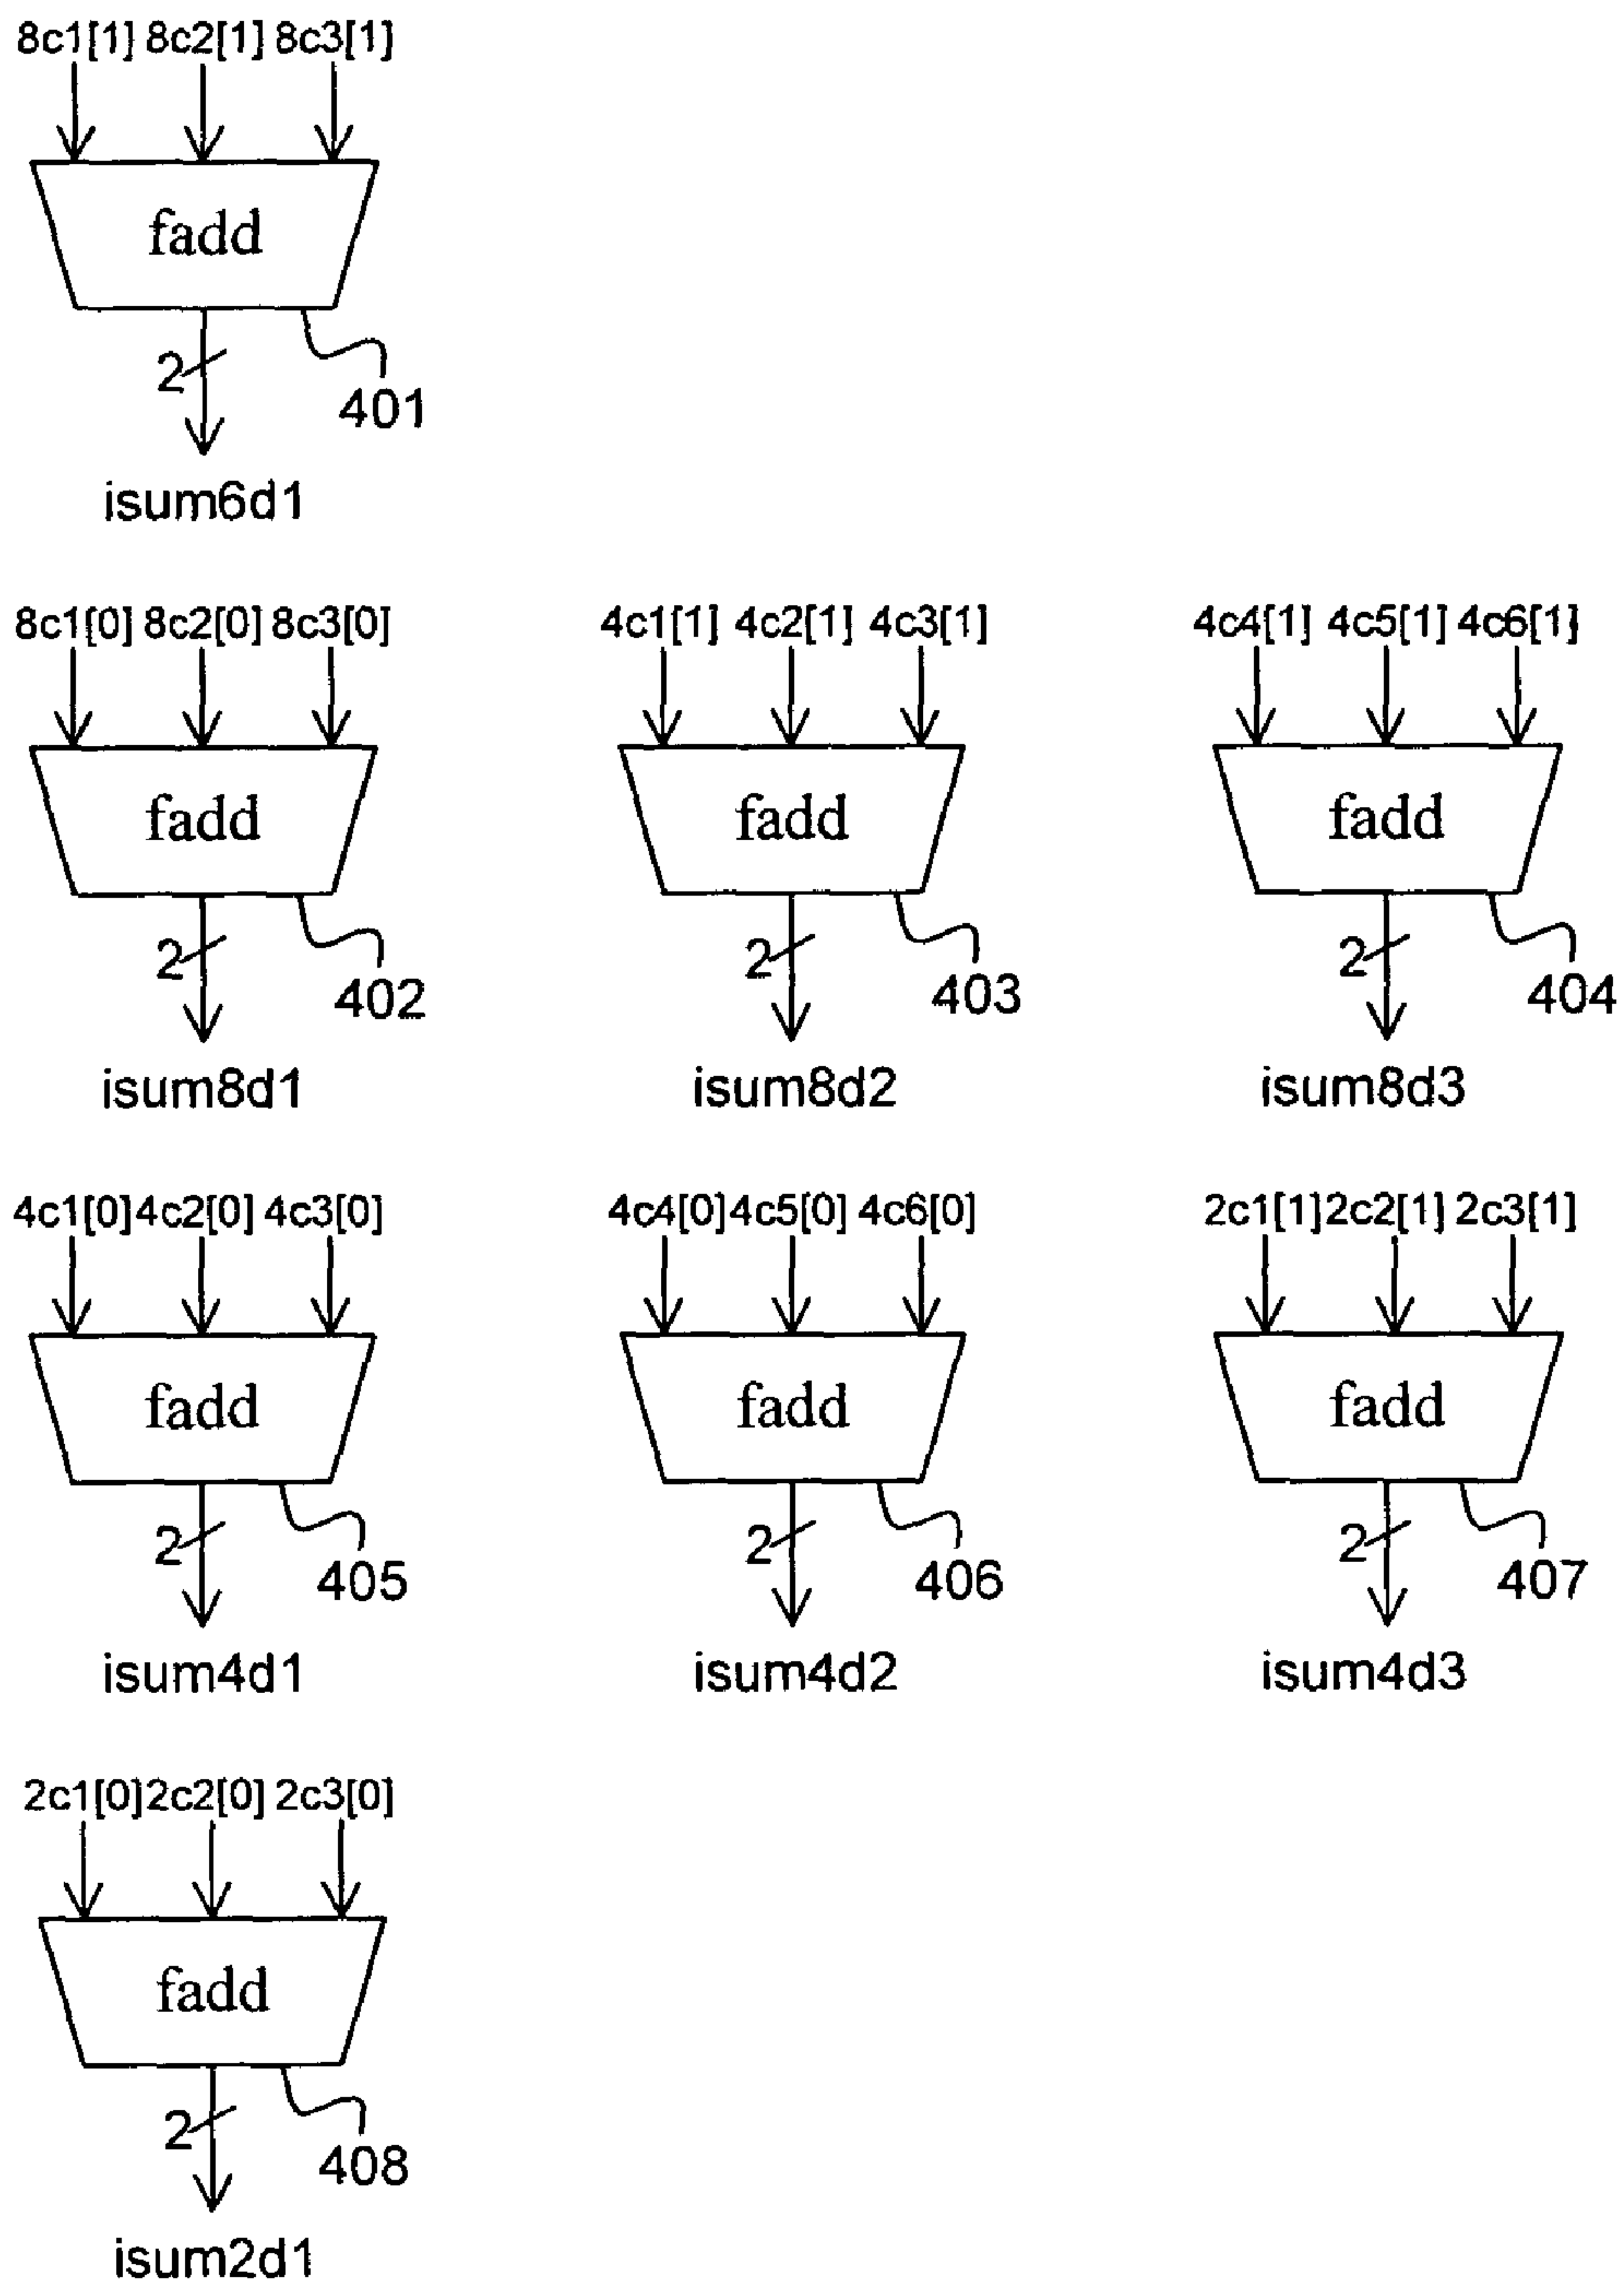 8c1[1] 8c2[1] 8c3[1]
fadd
2
401
isum6d1
8c1[0] 8c2[0] 8c3[0] 4c1[1] 4c2[1] 4c3[1] 4c4[1] 4c5[1] 4c6[1]
fadd fadd fadd
2 2 2
402 403 404
isum8d1 isum8d2 isum8d3
4c1[0] 4c2[0] 4c3[0] 4c4[0] 4c5[0] 4c6[0] 2c1[1] 2c2[1] 2c3[1]
fadd fadd fadd
2 2 2
405 406 407
isum4d1 isum4d2 isum4d3
2c1[0] 2c2[0] 2c3[0]
fadd
2
408
isum2d1